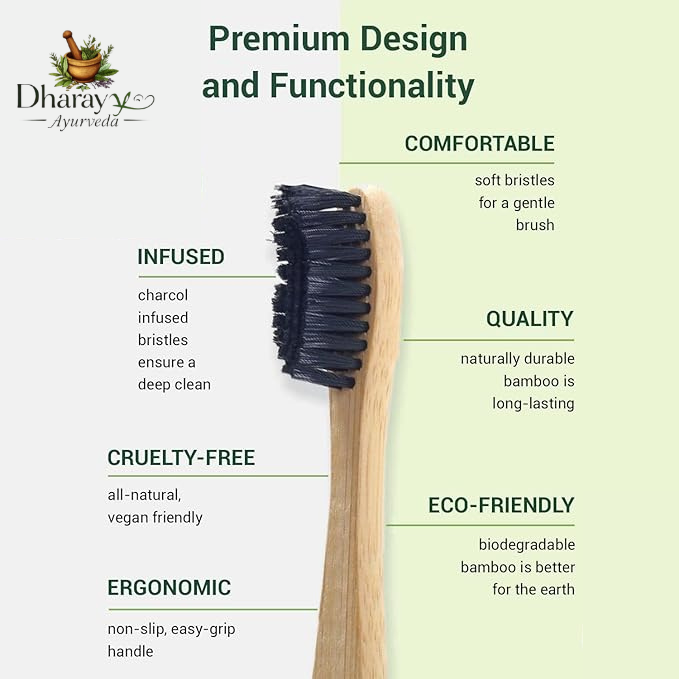 Premium Design
and Functionality
Dharayy
Ayurveda
COMFORTABLE
soft bristles
for a gentle
brush
INFUSED
charcol
infused
bristles
ensure a
deep clean
QUALITY
naturally durable
bamboo is
long-lasting
CRUELTY-FREE
all-natural,
vegan friendly
ECO-FRIENDLY
biodegradable
bamboo is better
for the earth
ERGONOMIC
non-slip, easy-grip
handle